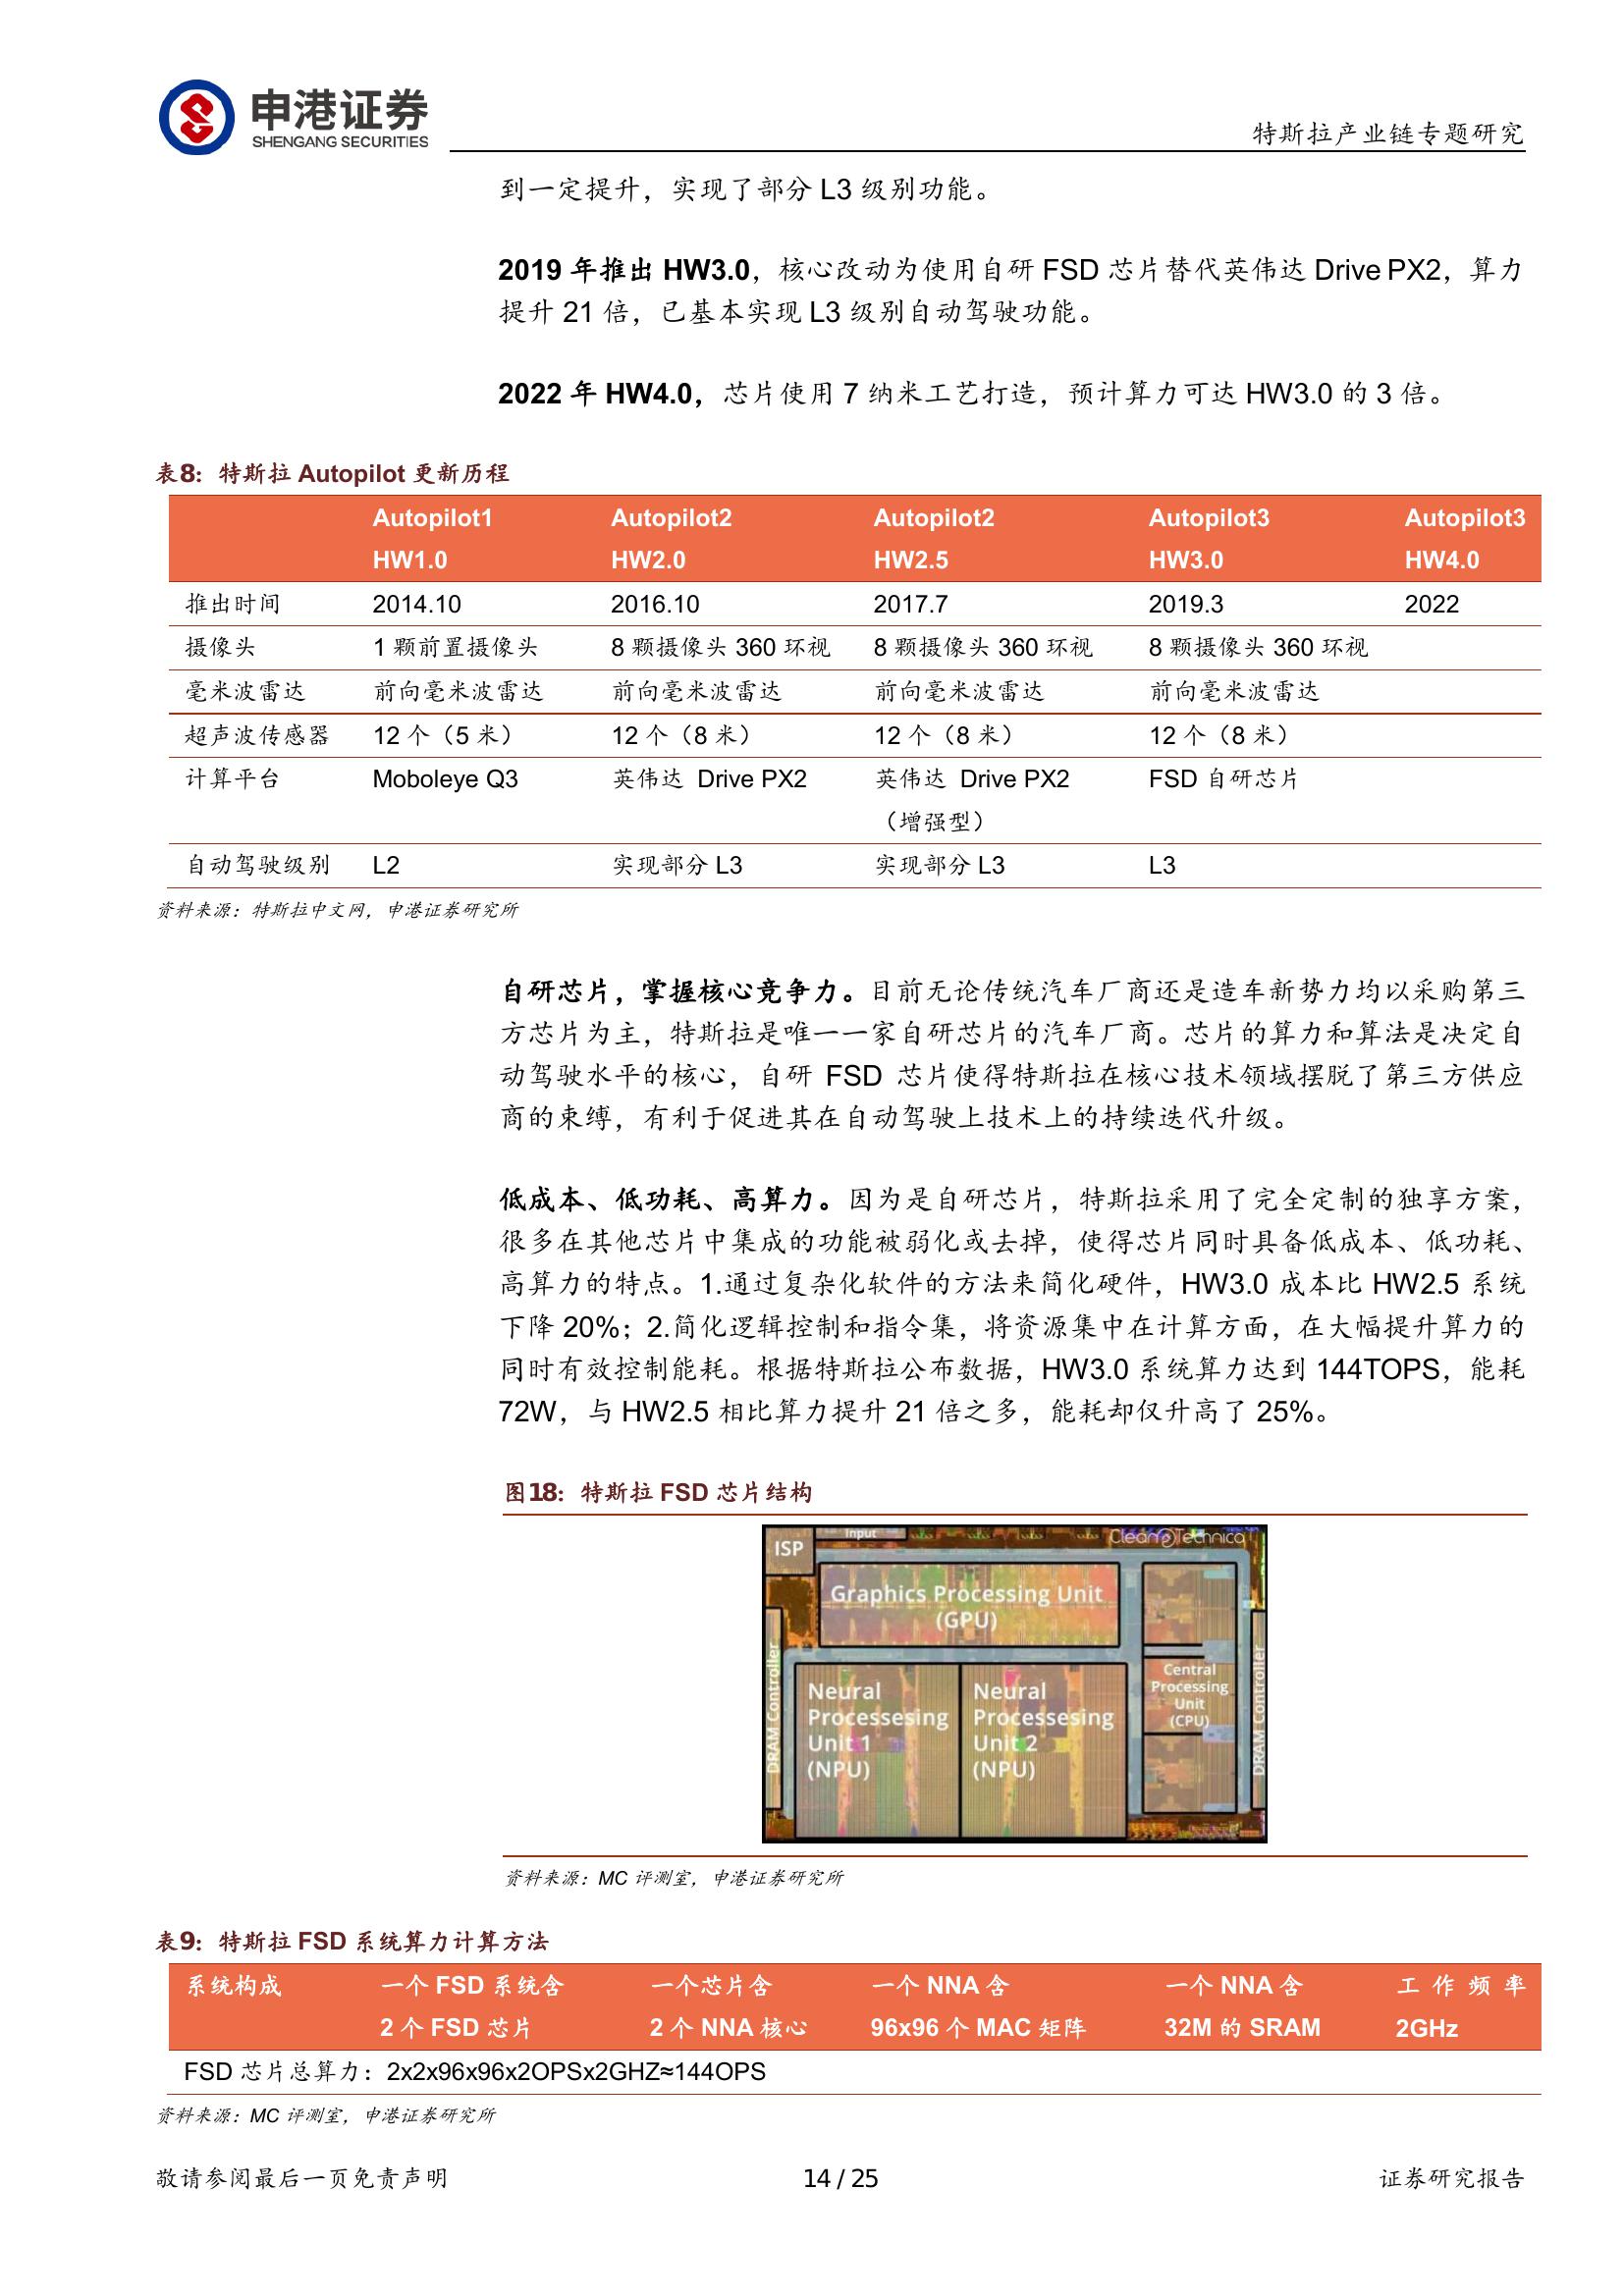 申港证券
SHENGANG SECURITIES
特斯拉产业链专题研究
到一定提升，实现了部分 L3 级别功能。
2019 年推出 HW3.0，核心改动为使用自研 FSD 芯片替代英伟达 Drive PX2，算力
提升 21 倍，已基本实现 L3 级别自动驾驶功能。
2022 年 HW4.0，芯片使用 7 纳米工艺打造，预计算力可达 HW3.0 的 3 倍。
表8：特斯拉 Autopilot 更新历程
Autopilot1 Autopilot2 Autopilot2 Autopilot3 Autopilot3
HW1.0 HW2.0 HW2.5 HW3.0 HW4.0
推出时间 2014.10 2016.10 2017.7 2019.3 2022
摄像头 1 颗前置摄像头 8 颗摄像头 360 环视 8 颗摄像头 360 环视 8 颗摄像头 360 环视
毫米波雷达 前向毫米波雷达 前向毫米波雷达 前向毫米波雷达 前向毫米波雷达
超声波传感器 12 个（5 米） 12 个（8 米） 12 个（8 米） 12 个（8 米）
计算平台 Moboleye Q3 英伟达 Drive PX2 英伟达 Drive PX2 FSD 自研芯片
（增强型）
自动驾驶级别 L2 实现部分 L3 实现部分 L3 L3
资料来源：特斯拉中文网，申港证券研究所
自研芯片，掌握核心竞争力。目前无论传统汽车厂商还是造车新势力均以采购第三
方芯片为主，特斯拉是唯一一家自研芯片的汽车厂商。芯片的算力和算法是决定自
动驾驶水平的核心，自研 FSD 芯片使得特斯拉在核心技术领域摆脱了第三方供应
商的束缚，有利于促进其在自动驾驶上技术上的持续迭代升级。
低成本、低功耗、高算力。因为是自研芯片，特斯拉采用了完全定制的独享方案，
很多在其他芯片中集成的功能被弱化或去掉，使得芯片同时具备低成本、低功耗、
高算力的特点。1.通过复杂化软件的方法来简化硬件，HW3.0 成本比 HW2.5 系统
下降 20%；2.简化逻辑控制和指令集，将资源集中在计算方面，在大幅提升算力的
同时有效控制能耗。根据特斯拉公布数据，HW3.0 系统算力达到 144TOPS，能耗
72W，与 HW2.5 相比算力提升 21 倍之多，能耗却仅升高了 25%。
图18：特斯拉 FSD 芯片结构
Input
CleanTechnica
ISP
Graphics Processing Unit
(GPU)
DRAM Controller
Neural
Processesing
Unit 1
(NPU)
Neural
Processesing
Unit 2
(NPU)
Central
Processing
Unit
(CPU)
DRAM Controller
资料来源：MC 评测室，申港证券研究所
表9：特斯拉 FSD 系统算力计算方法
系统构成 一个 FSD 系统含 一个芯片含 一个 NNA 含 一个 NNA 含 工 作 频 率
2 个 FSD 芯片 2 个 NNA 核心 96x96 个 MAC 矩阵 32M 的 SRAM 2GHz
FSD 芯片总算力：2x2x96x96x2OPSx2GHZ≈144OPS
资料来源：MC 评测室，申港证券研究所
敬请参阅最后一页免责声明 14 / 25 证券研究报告